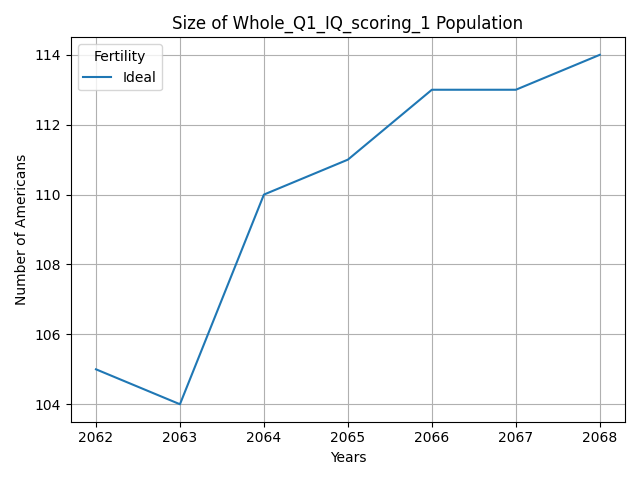 Size of Whole_Q1_IQ_scoring_1 Population
Fertility
Ideal
Number of Americans
114
112
110
108
106
104
2062 2063 2064 2065 2066 2067 2068
Years